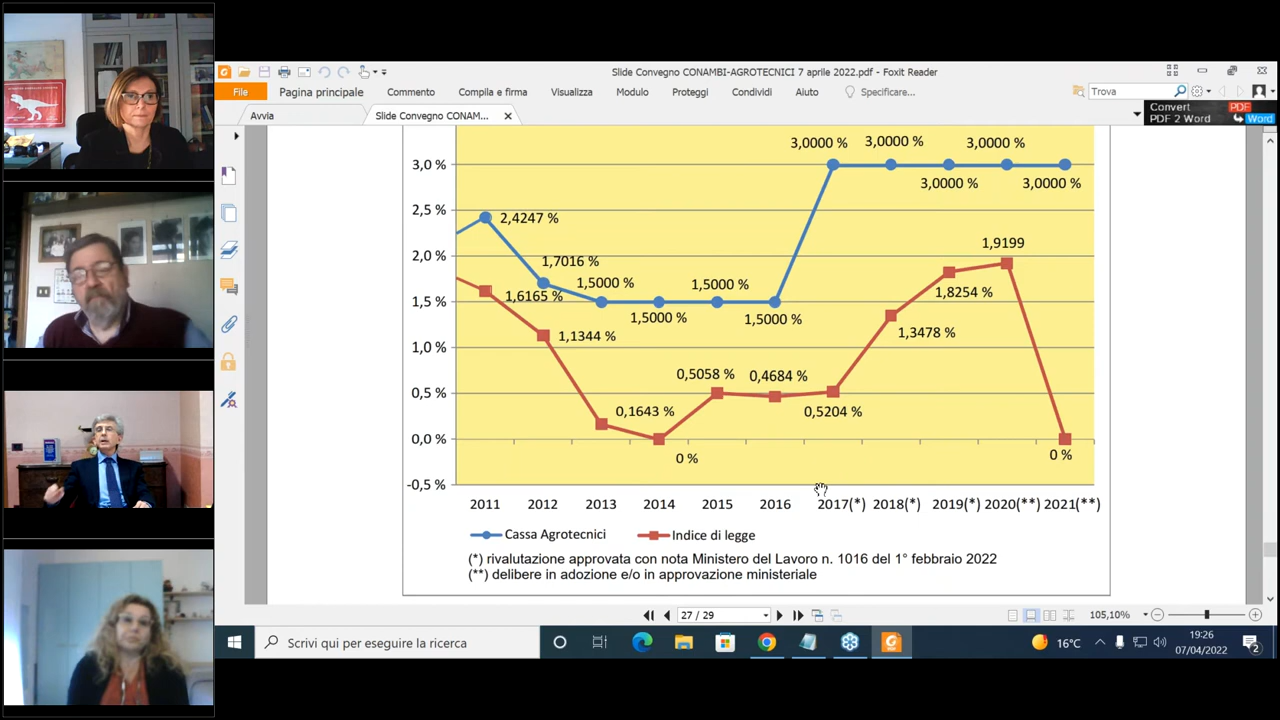 Slide Convegno CONAMBI-AGROTECNICI 7 aprile 2022.pdf - Foxit Reader
File Pagina principale Commento Compila e firma Visualizza Modulo Proteggi Condividi Aiuto Specificare... Trova
Avvia Slide Convegno CONAM...
Convert PDF
PDF 2 Word Word
3,0 %
2,5 %
2,0 %
1,5 %
1,0 %
0,5 %
0,0 %
-0,5 %
3,0000 % 3,0000 % 3,0000 %
3,0000 % 3,0000 %
2,4247 %
1,7016 %
1,5000 % 1,5000 %
1,5000 % 1,5000 %
1,6165 %
1,1344 %
0,1643 %
0 %
0,5058 % 0,4684 %
0,5204 %
1,3478 %
1,8254 %
1,9199
0 %
2011 2012 2013 2014 2015 2016 2017(*) 2018(*) 2019(*) 2020(**) 2021(**)
Cassa Agrotecnici Indice di legge
(*) rivalutazione approvata con nota Ministero del Lavoro n. 1016 del 1° febbraio 2022
(**) delibere in adozione e/o in approvazione ministeriale
27 / 29 105,10%
Scrivi qui per eseguire la ricerca 16°C 19:26
07/04/2022
2